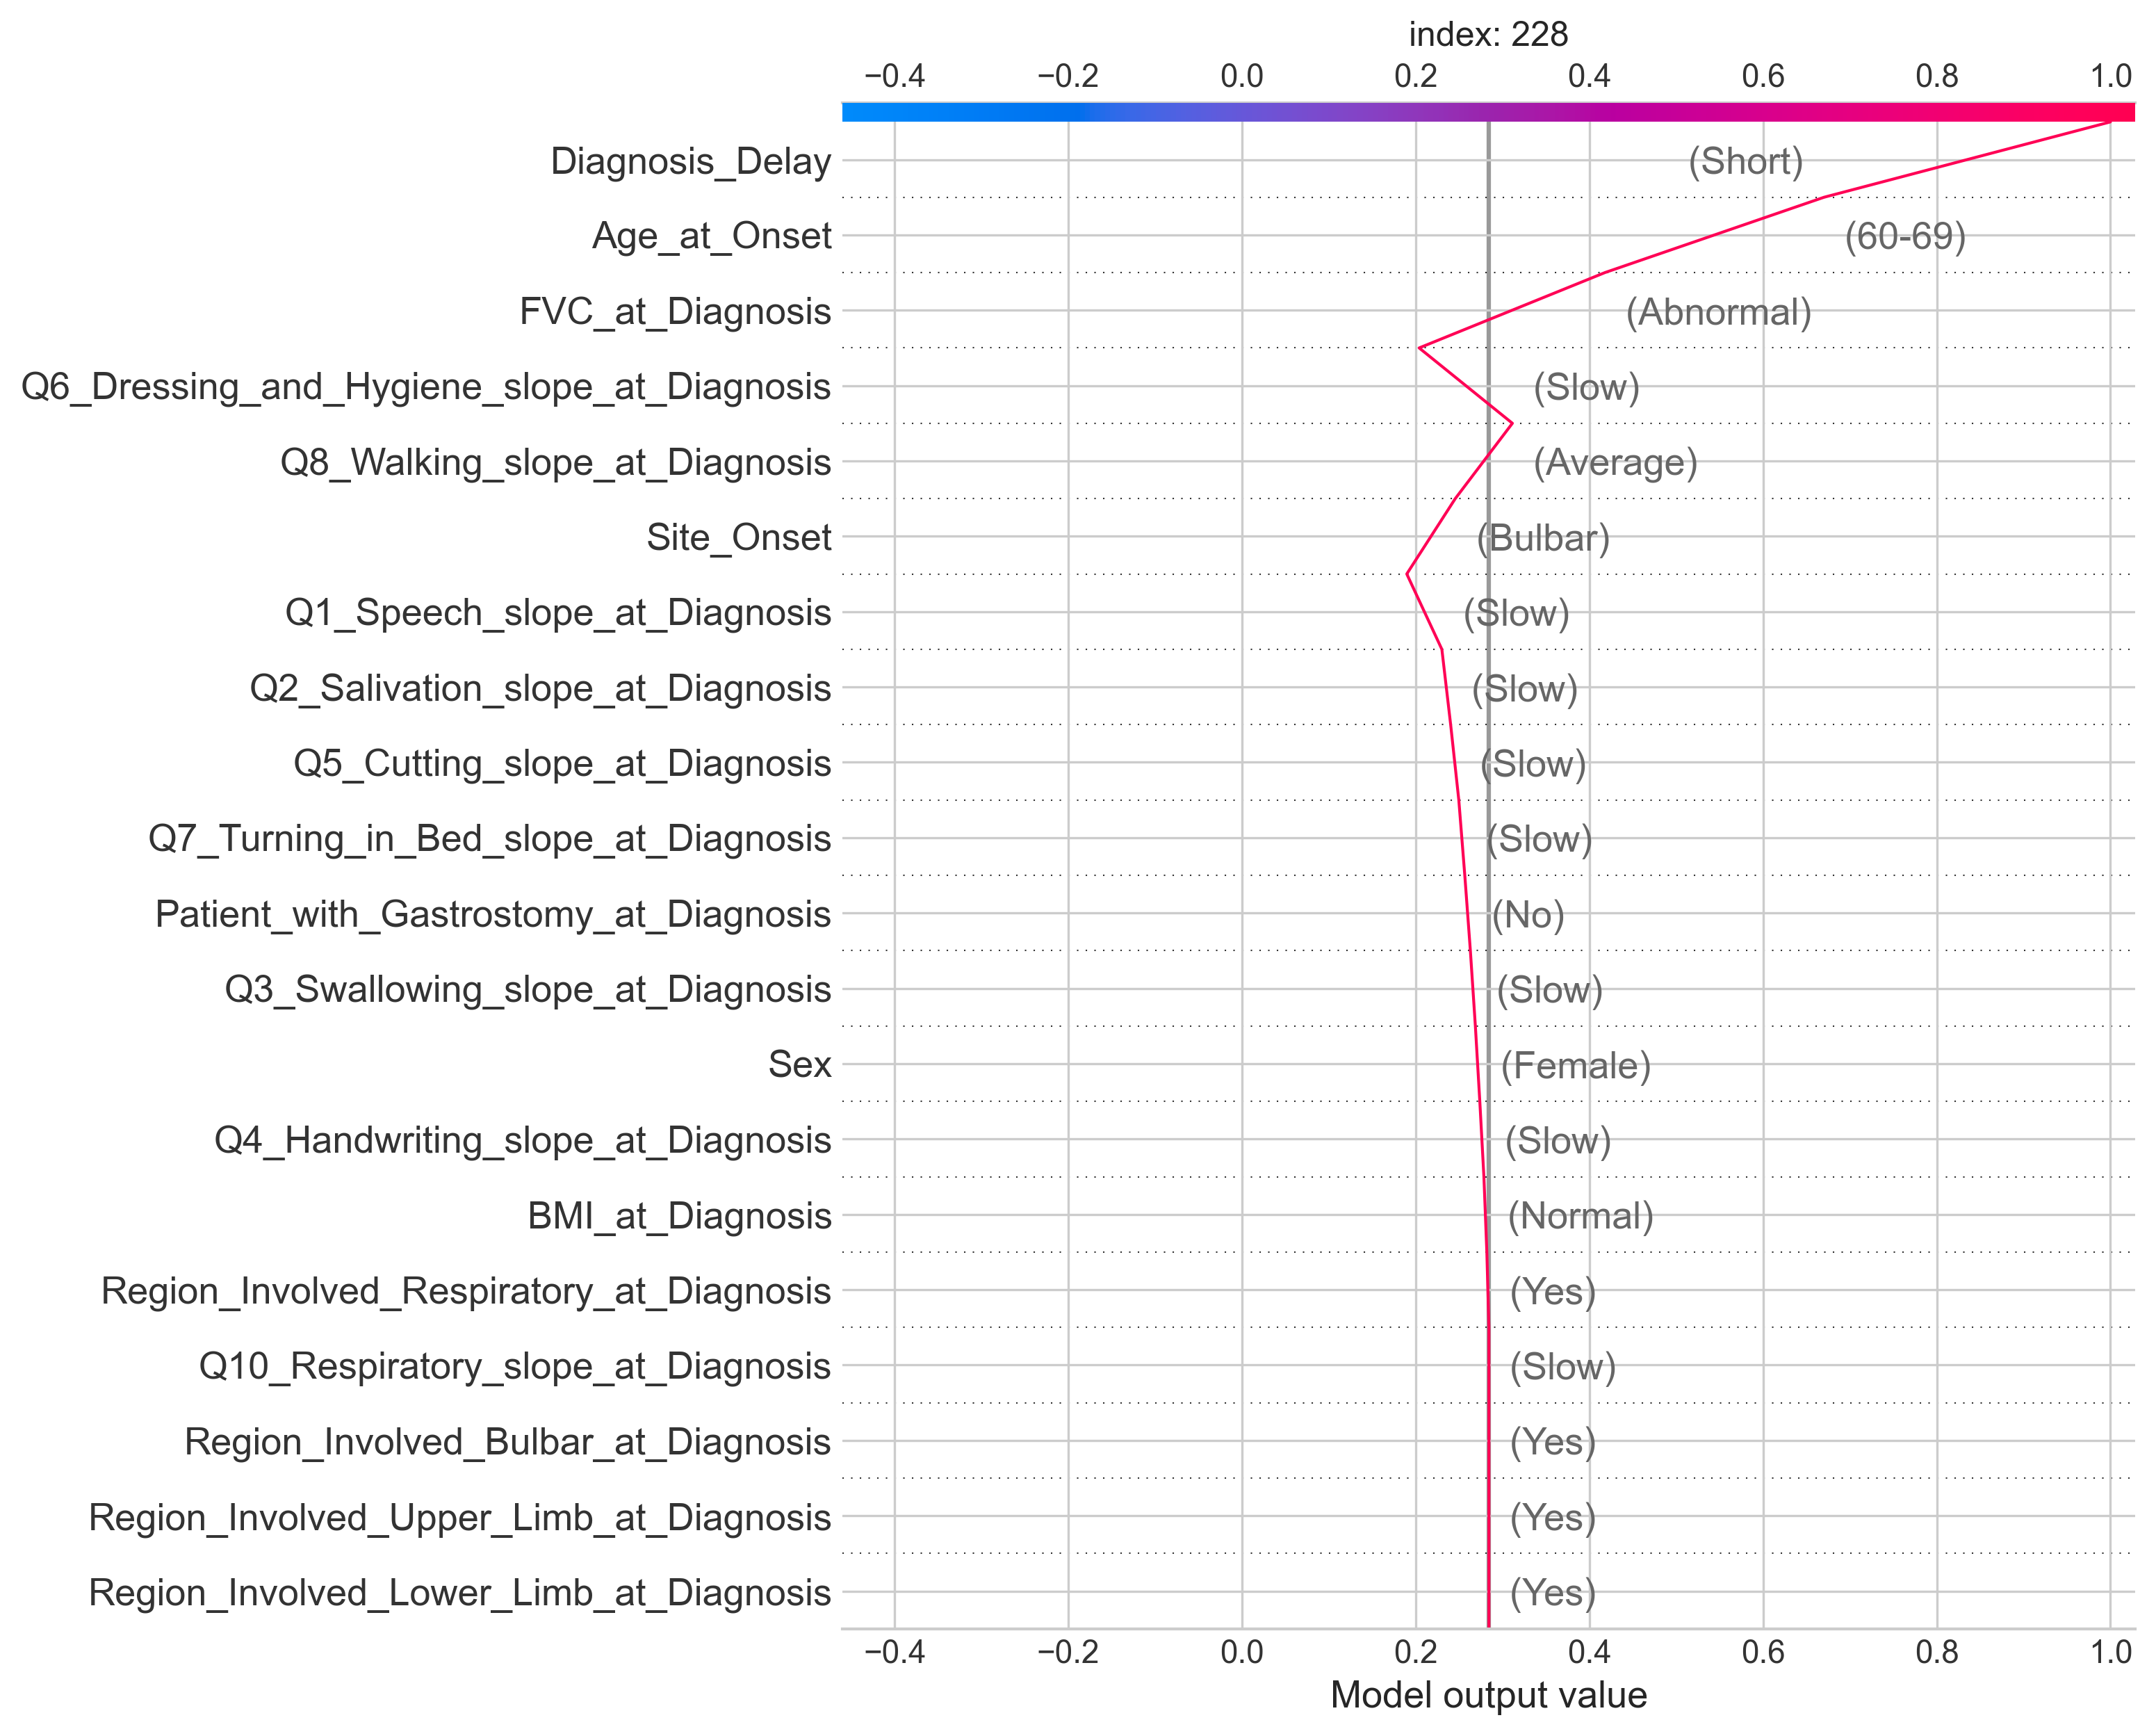 index: 228
−0.4 −0.2 0.0 0.2 0.4 0.6 0.8 1.0
Diagnosis_Delay (Short)
Age_at_Onset (60-69)
FVC_at_Diagnosis (Abnormal)
Q6_Dressing_and_Hygiene_slope_at_Diagnosis (Slow)
Q8_Walking_slope_at_Diagnosis (Average)
Site_Onset (Bulbar)
Q1_Speech_slope_at_Diagnosis (Slow)
Q2_Salivation_slope_at_Diagnosis (Slow)
Q5_Cutting_slope_at_Diagnosis (Slow)
Q7_Turning_in_Bed_slope_at_Diagnosis (Slow)
Patient_with_Gastrostomy_at_Diagnosis (No)
Q3_Swallowing_slope_at_Diagnosis (Slow)
Sex (Female)
Q4_Handwriting_slope_at_Diagnosis (Slow)
BMI_at_Diagnosis (Normal)
Region_Involved_Respiratory_at_Diagnosis (Yes)
Q10_Respiratory_slope_at_Diagnosis (Slow)
Region_Involved_Bulbar_at_Diagnosis (Yes)
Region_Involved_Upper_Limb_at_Diagnosis (Yes)
Region_Involved_Lower_Limb_at_Diagnosis (Yes)
−0.4 −0.2 0.0 0.2 0.4 0.6 0.8 1.0
Model output value